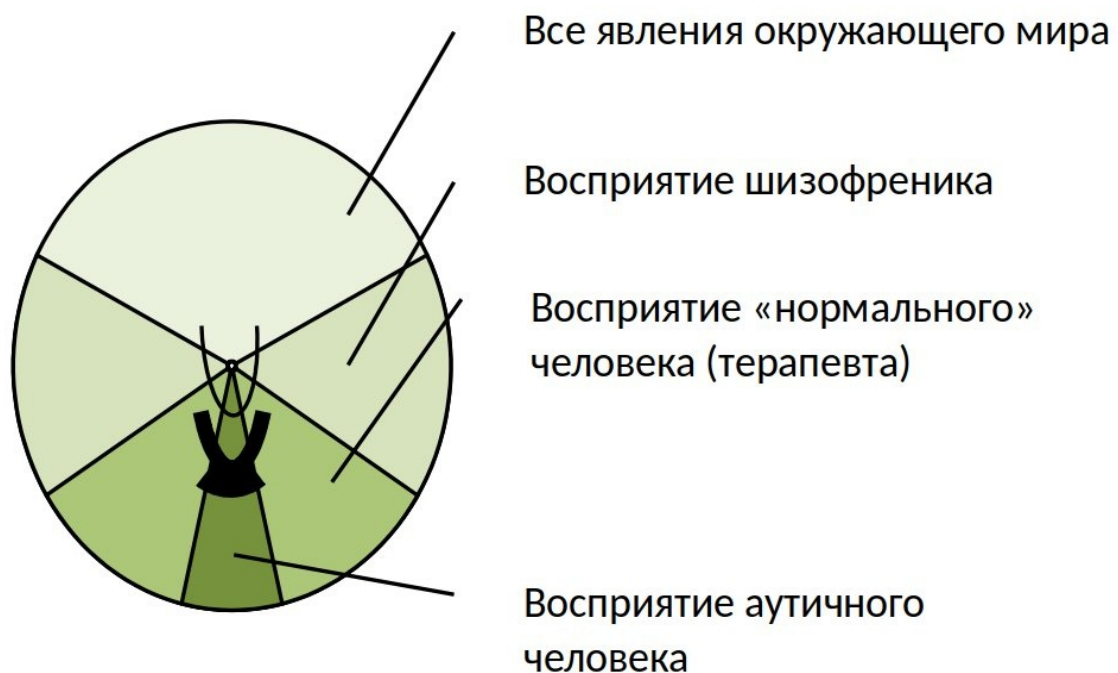 Все явления окружающего мира
Восприятие шизофреника
Восприятие «нормального»
человека (терапевта)
Восприятие аутичного
человека